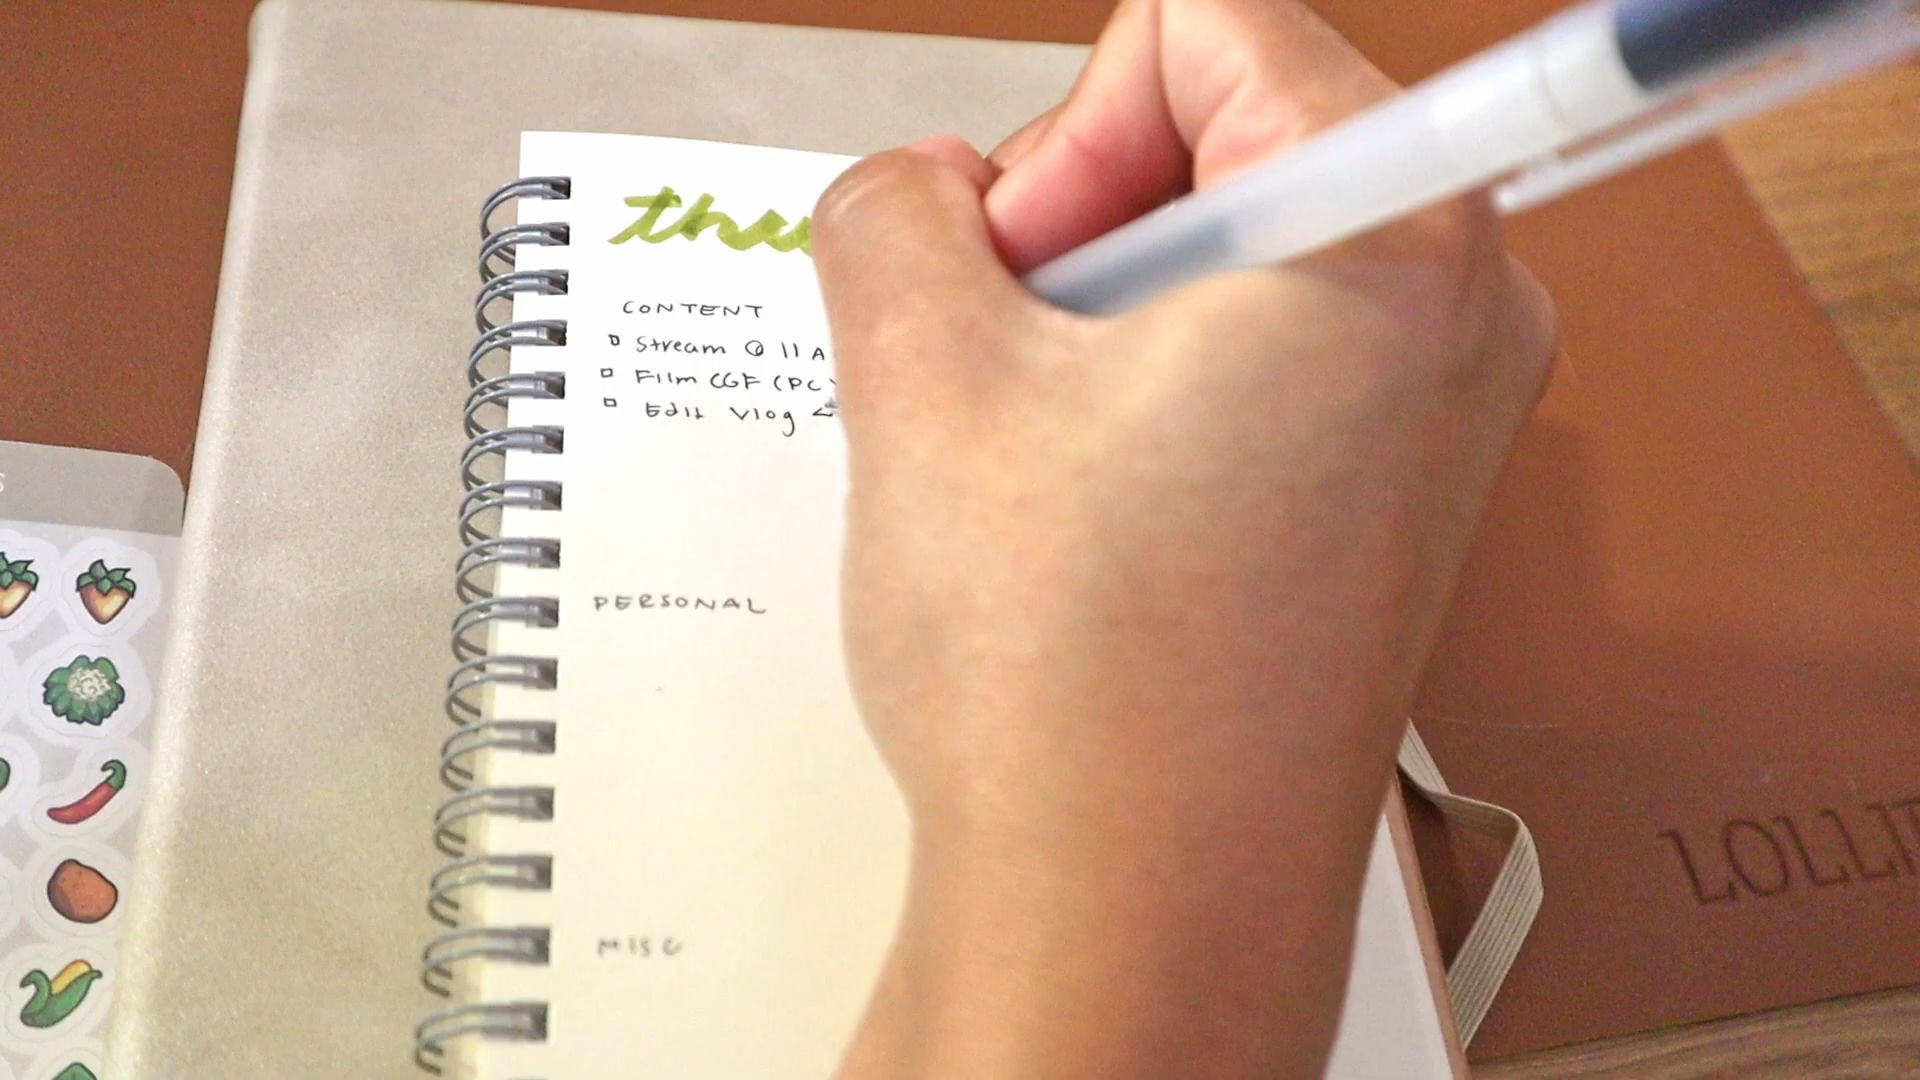 thu
CONTENT
Stream @ 11 A
Film CGF (PC)
Edit Vlog
PERSONAL
MISC
LOLLI